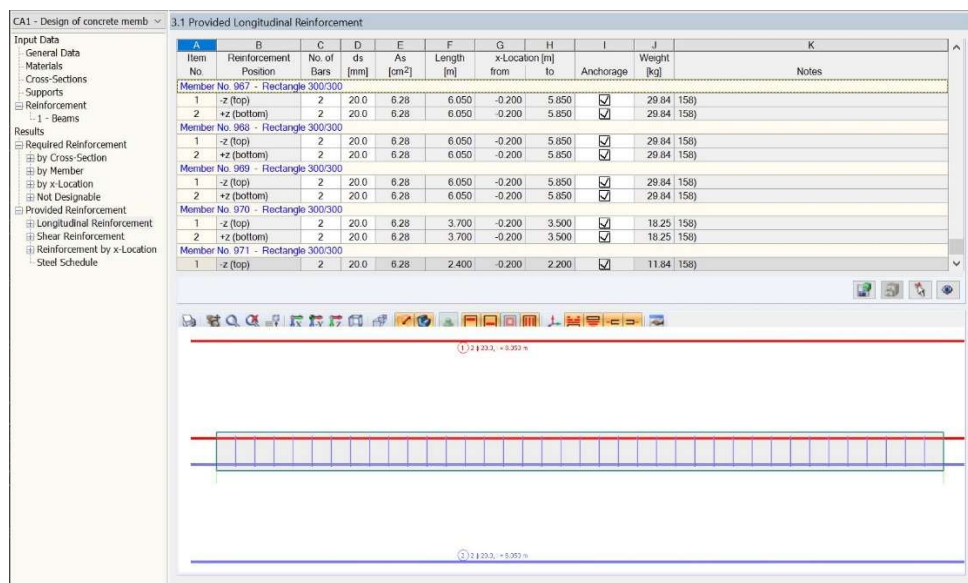 CA1 - Design of concrete memb
3.1 Provided Longitudinal Reinforcement
Input Data
General Data
Materials
Cross-Sections
Supports
Reinforcement
1 - Beams
Results
Required Reinforcement
by Cross-Section
by Member
by x-Location
Not Designable
Provided Reinforcement
Longitudinal Reinforcement
Shear Reinforcement
Reinforcement by x-Location
Steel Schedule
A B C D E F G H I J K
Item Reinforcement No. of ds As Length x-Location [m] Weight
No. Position Bars [mm] [cm2] [m] from to Anchorage [kg] Notes
Member No. 967 - Rectangle 300/300
1 -z (top) 2 20.0 6.28 6.050 -0.200 5.850 29.84 158)
2 +z (bottom) 2 20.0 6.28 6.050 -0.200 5.850 29.84 158)
Member No. 968 - Rectangle 300/300
1 -z (top) 2 20.0 6.28 6.050 -0.200 5.850 29.84 158)
2 +z (bottom) 2 20.0 6.28 6.050 -0.200 5.850 29.84 158)
Member No. 969 - Rectangle 300/300
1 -z (top) 2 20.0 6.28 6.050 -0.200 5.850 29.84 158)
2 +z (bottom) 2 20.0 6.28 6.050 -0.200 5.850 29.84 158)
Member No. 970 - Rectangle 300/300
1 -z (top) 2 20.0 6.28 3.700 -0.200 3.500 18.25 158)
2 +z (bottom) 2 20.0 6.28 3.700 -0.200 3.500 18.25 158)
Member No. 971 - Rectangle 300/300
1 -z (top) 2 20.0 6.28 2.400 -0.200 2.200 11.84 158)